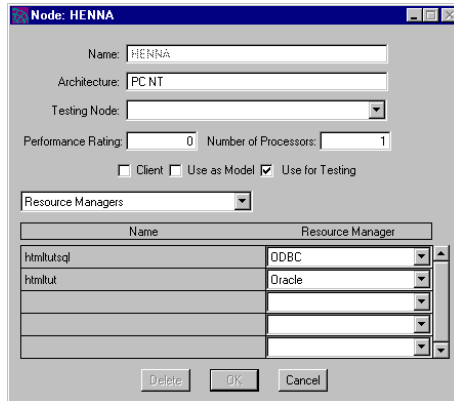 Node: HENNA
Name: HENNA
Architecture: PC NT
Testing Node:
Performance Rating: 0 Number of Processors: 1
Client Use as Model Use for Testing
Resource Managers
Name Resource Manager
htmltutsql ODBC
htmltut Oracle
Delete OK Cancel